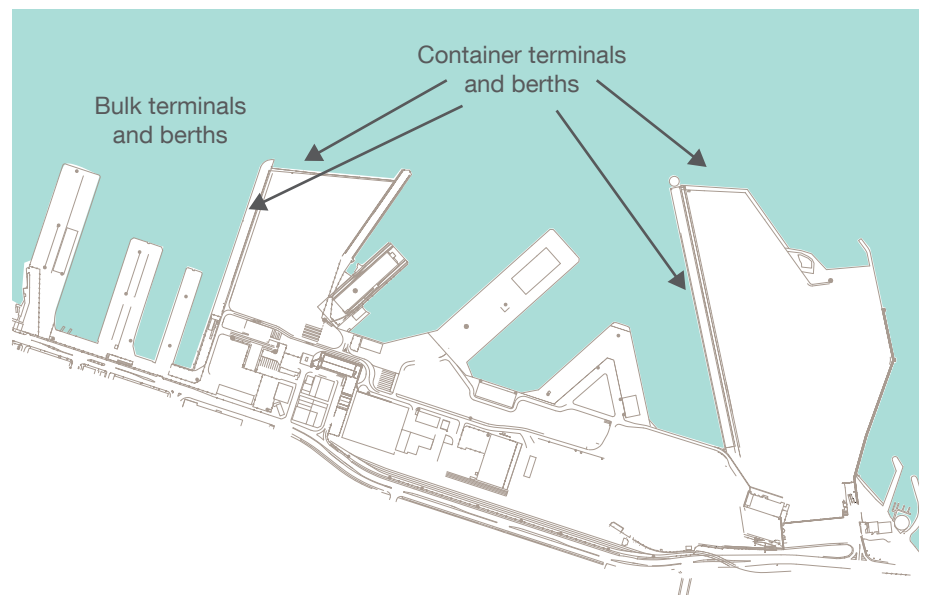 Container terminals
and berths
Bulk terminals
and berths